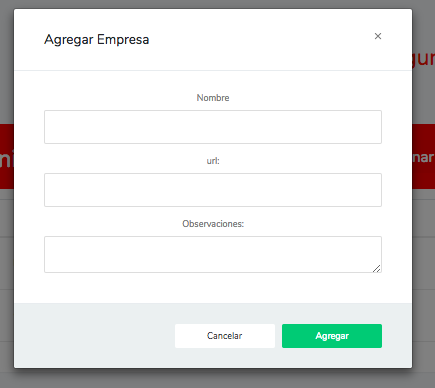 Agregar Empresa
×
Nombre
url:
Observaciones:
Cancelar
Agregar